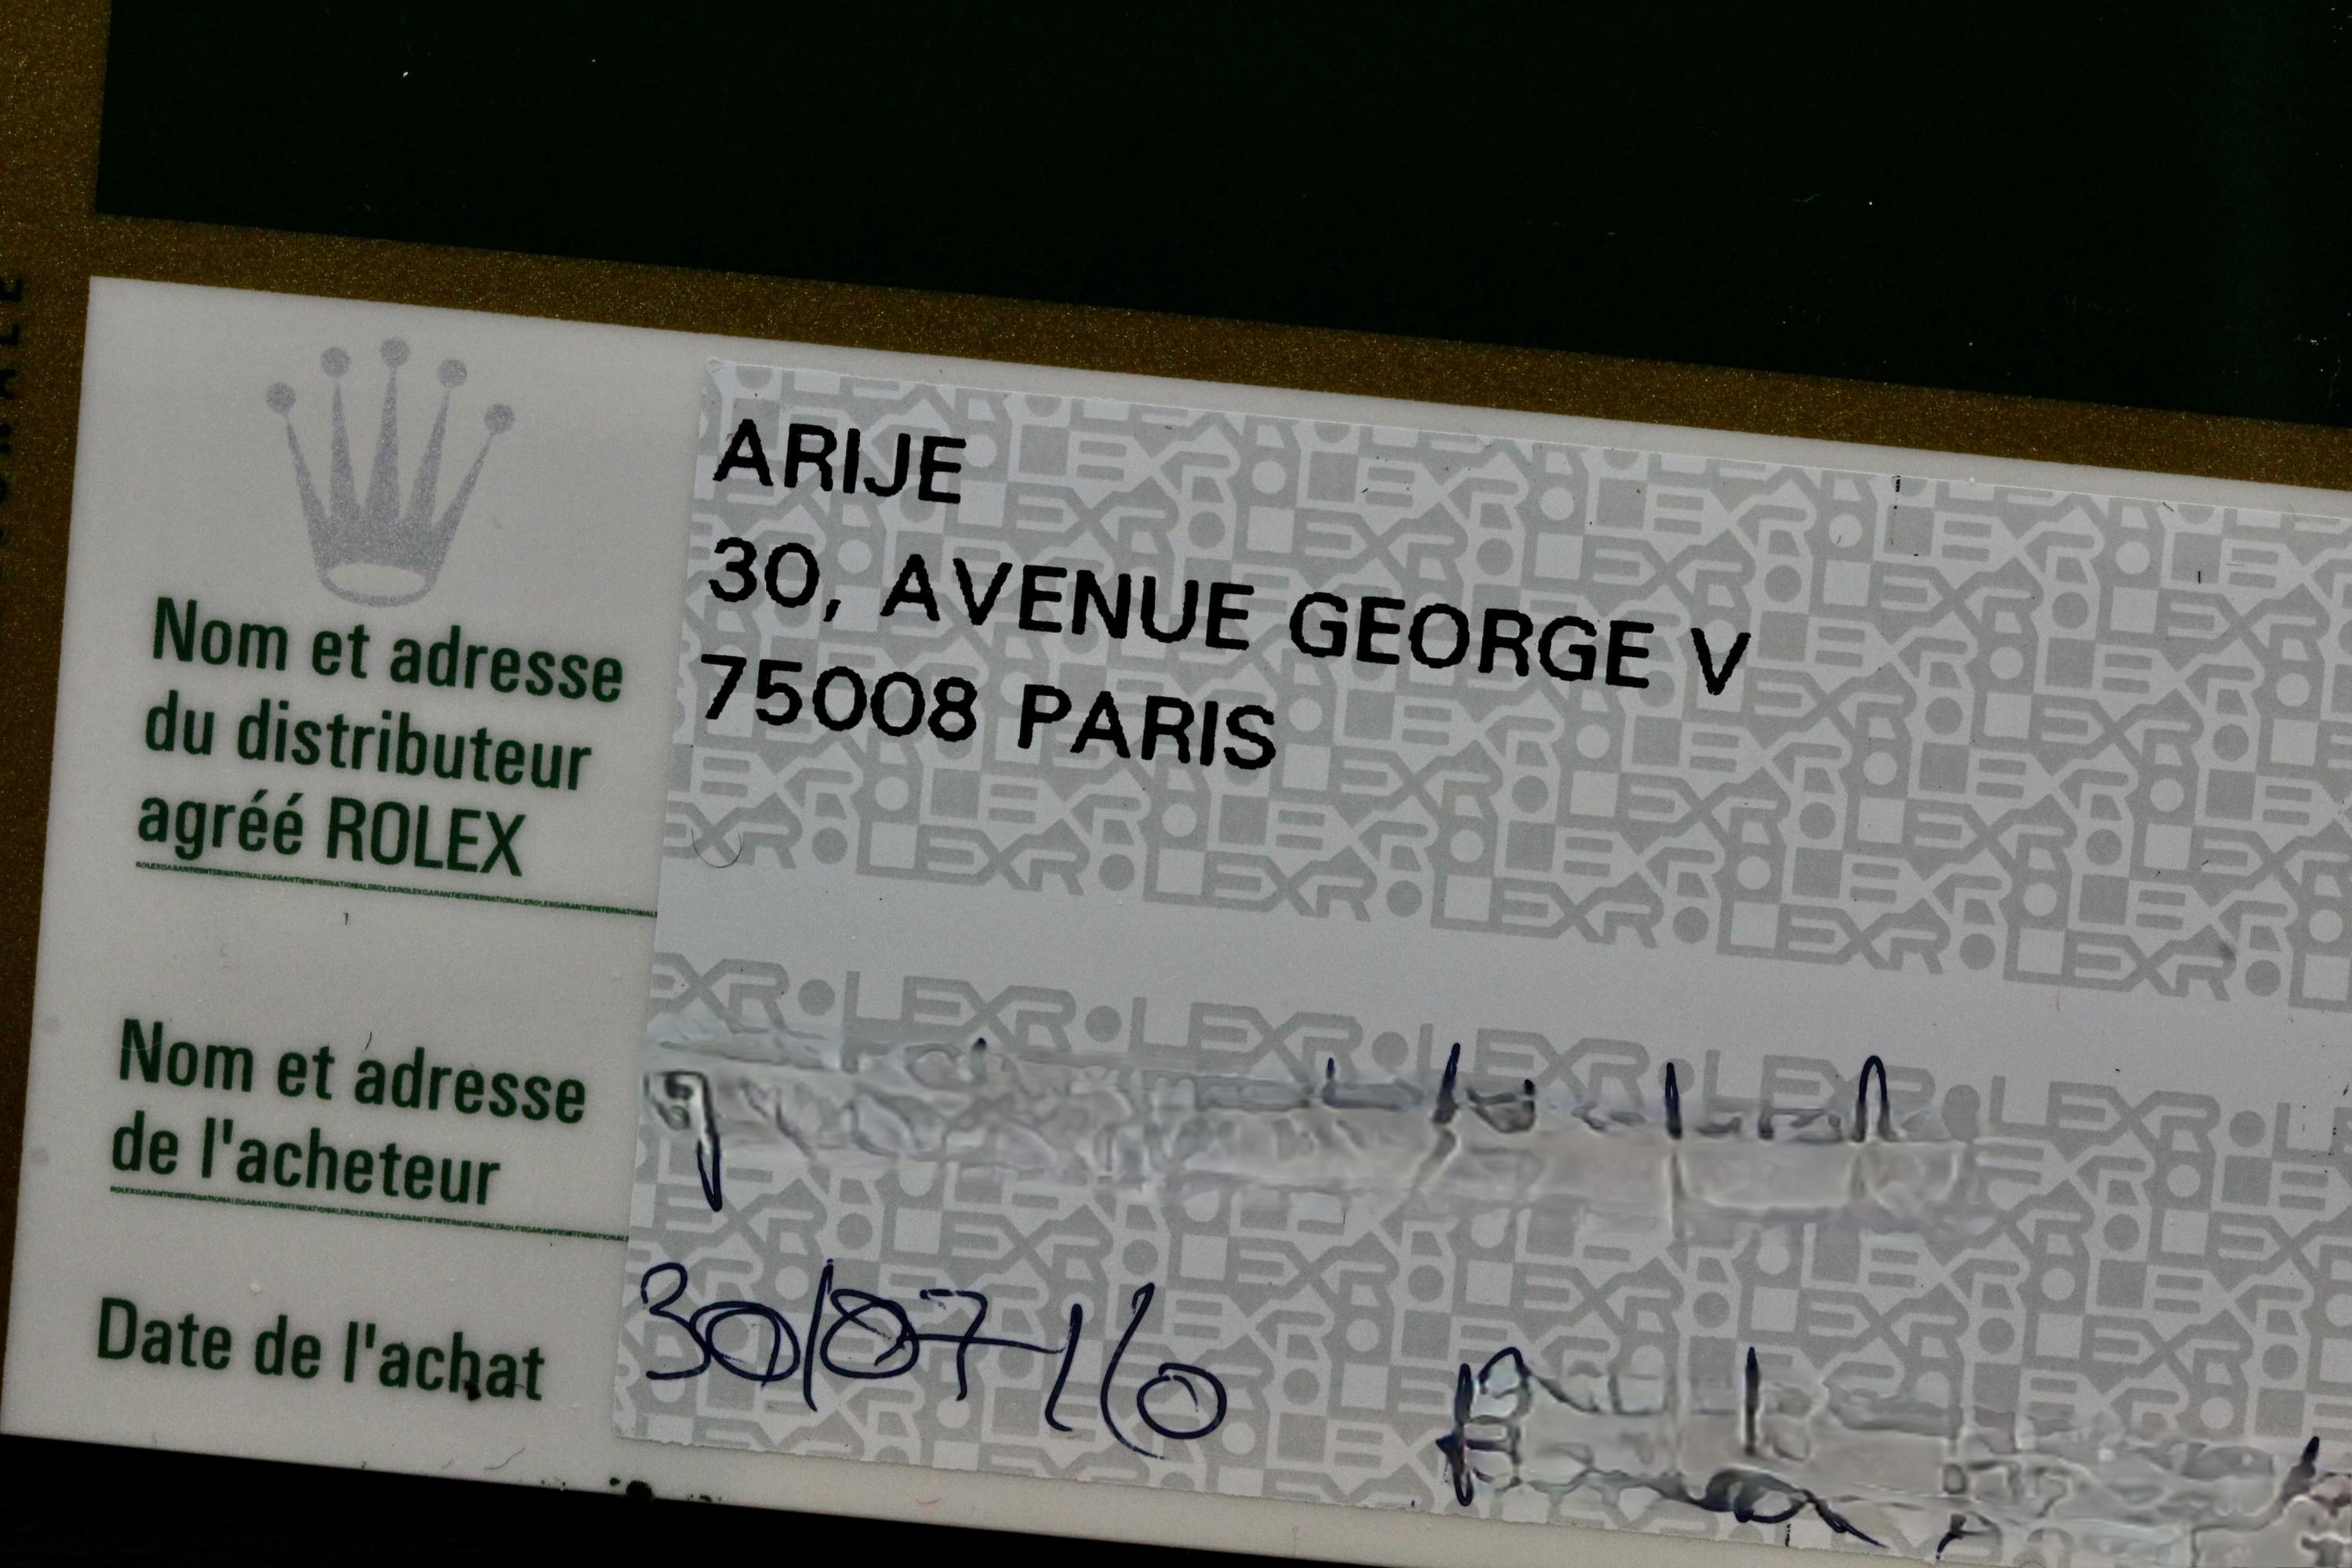 ARIJE
30, AVENUE GEORGE V
75008 PARIS
Nom et adresse
du distributeur
agréé ROLEX
Nom et adresse
de l'acheteur
Date de l'achat
30/07/10